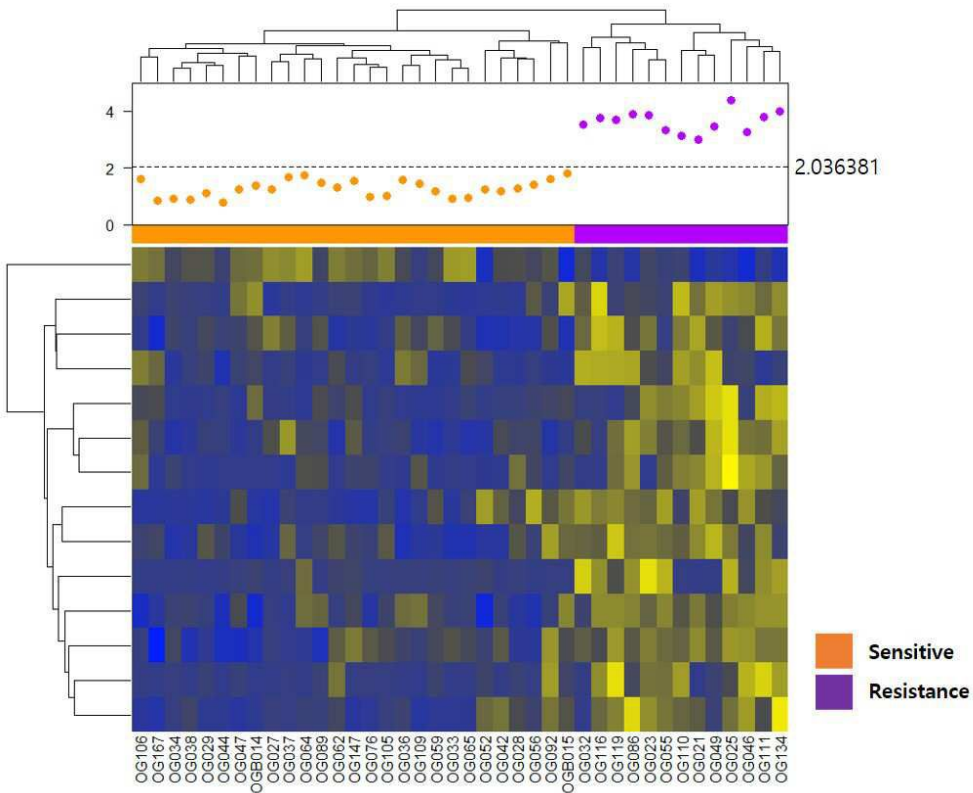 4
2
0
2.036381
Sensitive
Resistance
OG106
OG167
OG034
OG038
OG029
OG044
OG047
OGB014
OG027
OG037
OG064
OG089
OG062
OG147
OG076
OG105
OG036
OG109
OG059
OG033
OG065
OG052
OG042
OG028
OG056
OG092
OGB015
OG032
OG116
OG119
OG086
OG023
OG055
OG110
OG021
OG049
OG025
OG046
OG111
OG134